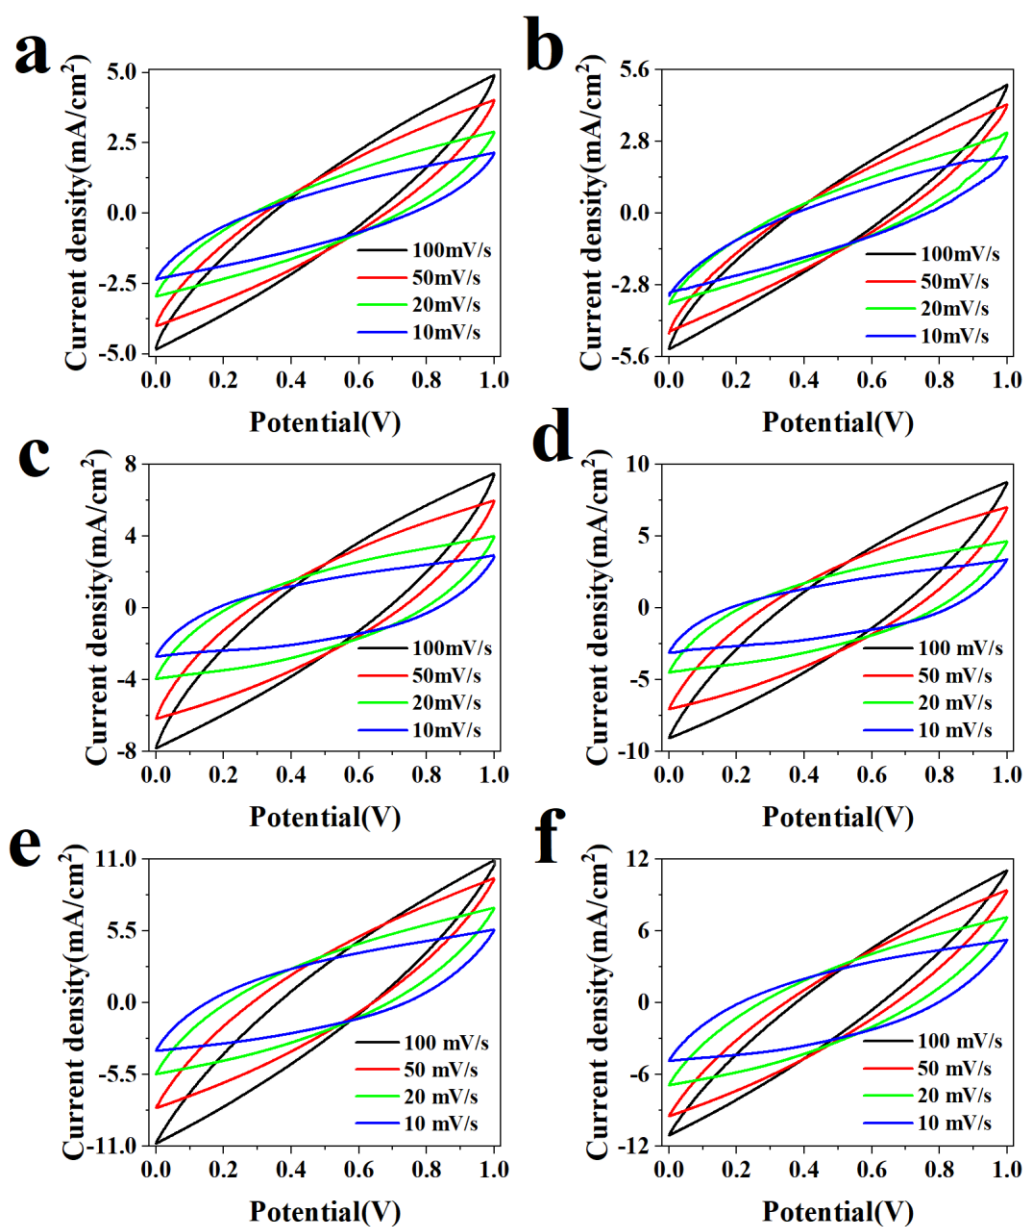 a
Current density(mA/cm²)
5.0
2.5
0.0
-2.5
-5.0
100mV/s
50mV/s
20mV/s
10mV/s
0.0 0.2 0.4 0.6 0.8 1.0
Potential(V)
b
Current density(mA/cm²)
5.6
2.8
0.0
-2.8
-5.6
100mV/s
50mV/s
20mV/s
10mV/s
0.0 0.2 0.4 0.6 0.8 1.0
Potential(V)
c
Current density(mA/cm²)
8
4
0
-4
-8
100mV/s
50mV/s
20mV/s
10mV/s
0.0 0.2 0.4 0.6 0.8 1.0
Potential(V)
d
Current density(mA/cm²)
10
5
0
-5
-10
100 mV/s
50 mV/s
20 mV/s
10 mV/s
0.0 0.2 0.4 0.6 0.8 1.0
Potential(V)
e
Current density(mA/cm²)
11.0
5.5
0.0
-5.5
-11.0
100 mV/s
50 mV/s
20 mV/s
10 mV/s
0.0 0.2 0.4 0.6 0.8 1.0
Potential(V)
f
Current density(mA/cm²)
12
6
0
-6
-12
100 mV/s
50 mV/s
20 mV/s
10 mV/s
0.0 0.2 0.4 0.6 0.8 1.0
Potential(V)